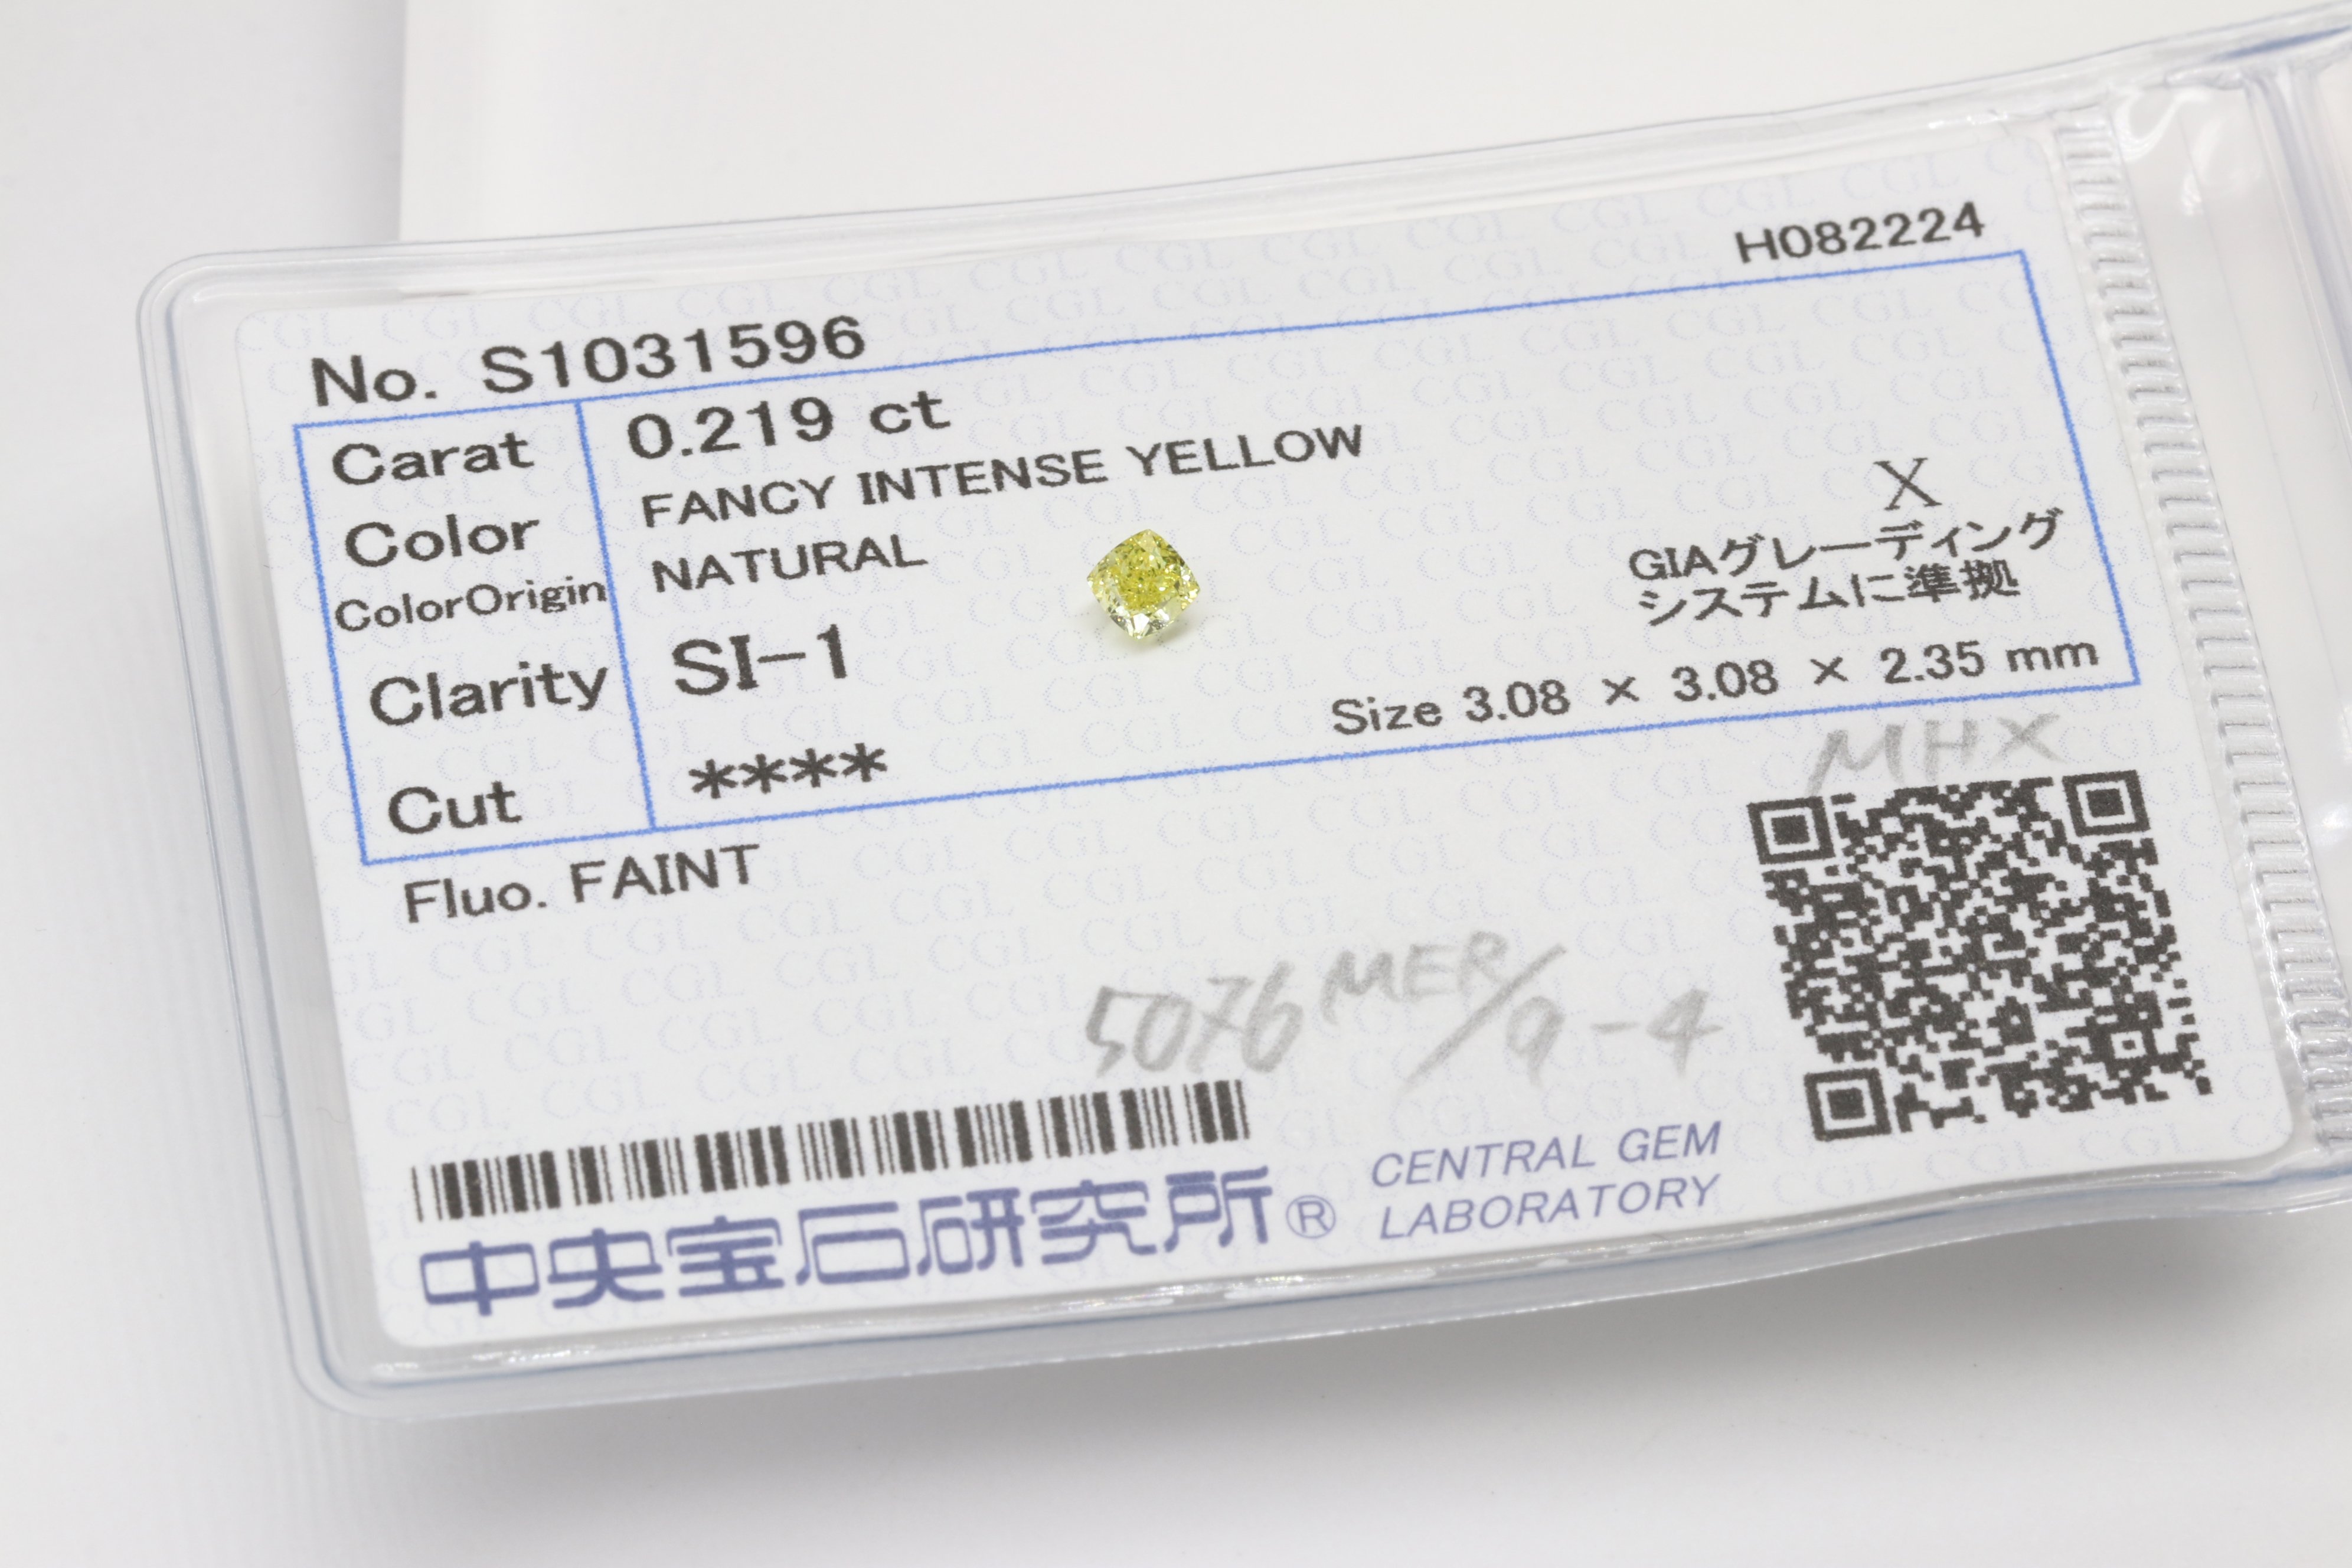 H082224
No. S1031596
Carat 0.219 ct
Color FANCY INTENSE YELLOW
ColorOrigin NATURAL
X
GIAグレーディング
システムに準拠
Clarity SI-1
Size 3.08 × 3.08 × 2.35 mm
Cut ****
MHX
Fluo. FAINT
5076 MER/9-4
中央宝石研究所®
CENTRAL GEM
LABORATORY